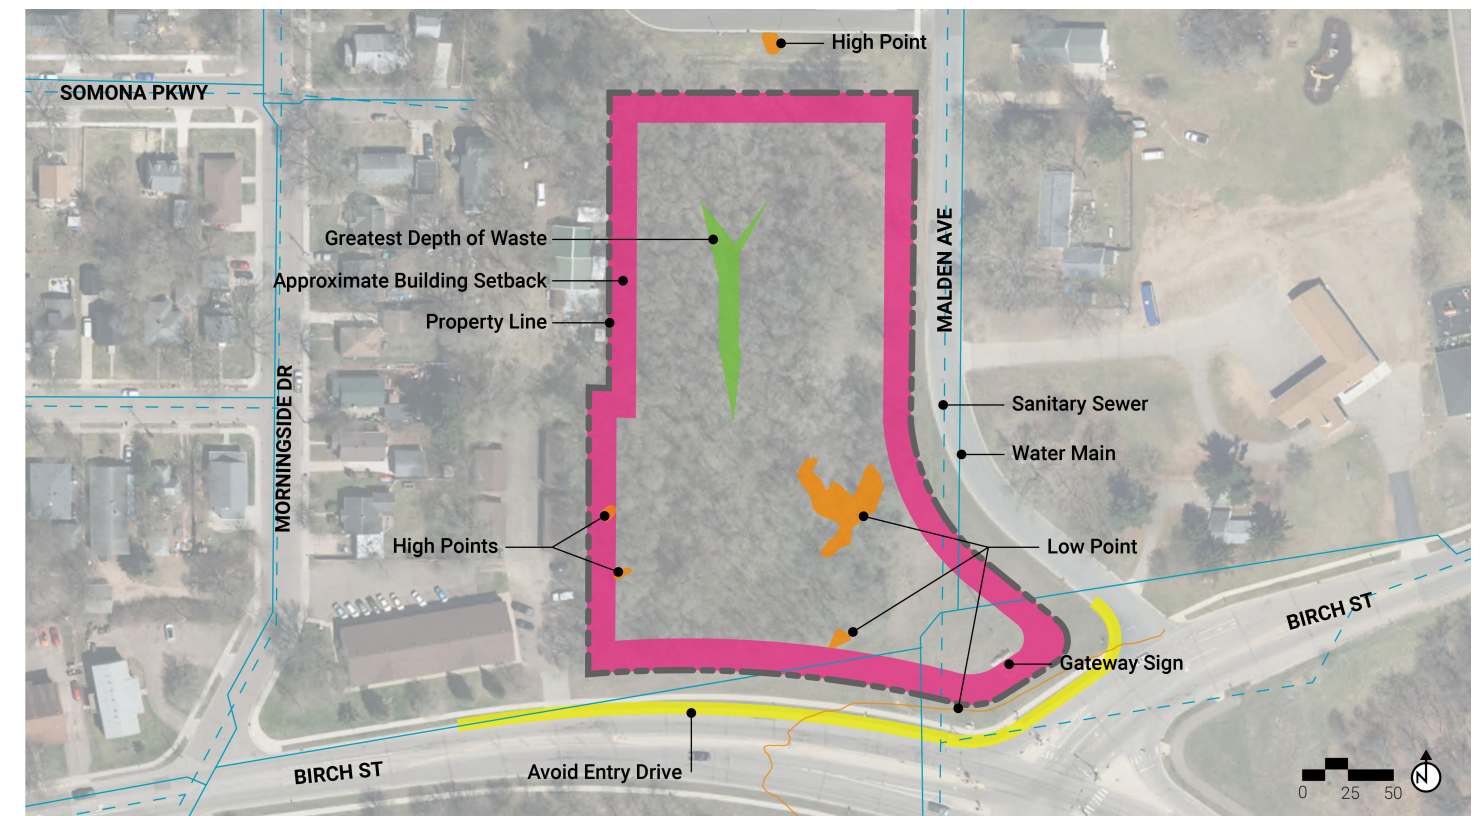 High Point
SOMONA PKWY
Greatest Depth of Waste
MALDEN AVE
Approximate Building Setback
Property Line
MORNINGSIDE DR
Sanitary Sewer
Water Main
High Points
Low Point
BIRCH ST
Gateway Sign
BIRCH ST
Avoid Entry Drive
N
0 25 50